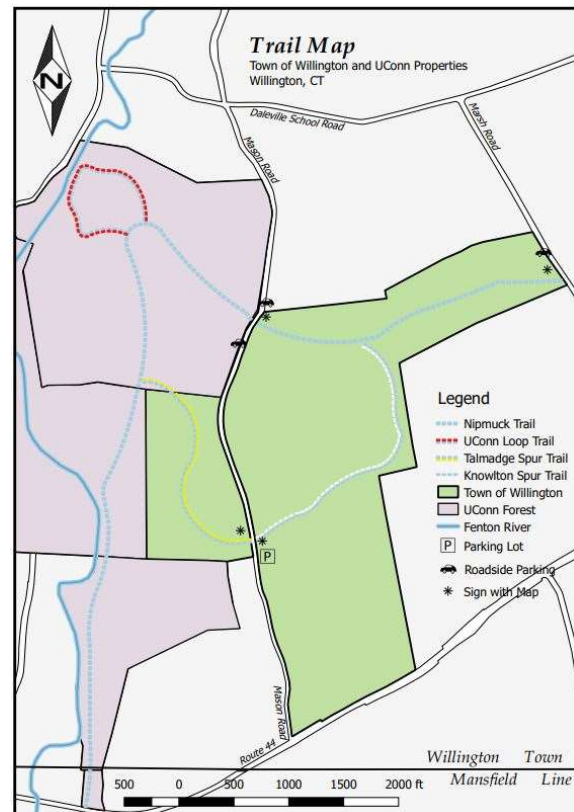 Trail Map
Town of Willington and UConn Properties
Willington, CT
N
Daleville School Road
Marsh Road
Mason Road
Legend
Nipmuck Trail
UConn Loop Trail
Talmadge Spur Trail
Knowlton Spur Trail
Town of Willington
UConn Forest
Fenton River
P Parking Lot
Roadside Parking
Sign with Map
P
Mason Road
Route 44
Willington Town
Mansfield Line
500 0 500 1000 1500 2000 ft